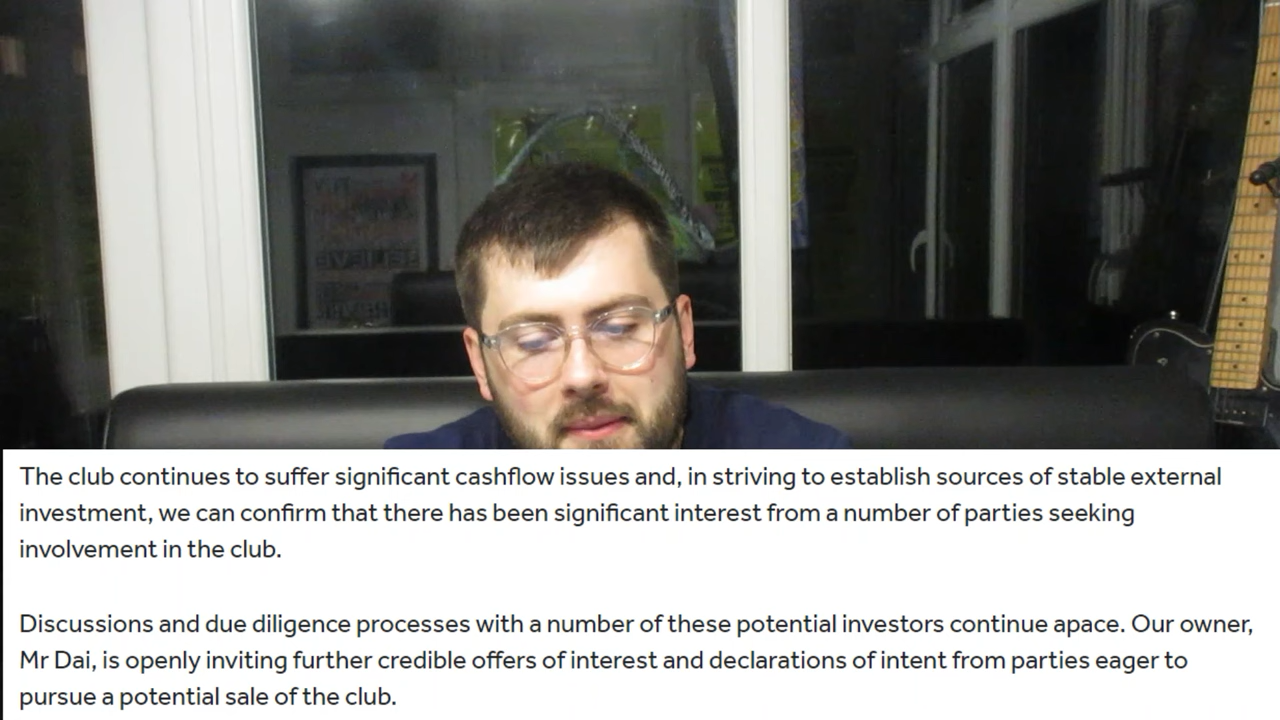 The club continues to suffer significant cashflow issues and, in striving to establish sources of stable external
investment, we can confirm that there has been significant interest from a number of parties seeking
involvement in the club.
Discussions and due diligence processes with a number of these potential investors continue apace. Our owner,
Mr Dai, is openly inviting further credible offers of interest and declarations of intent from parties eager to
pursue a potential sale of the club.